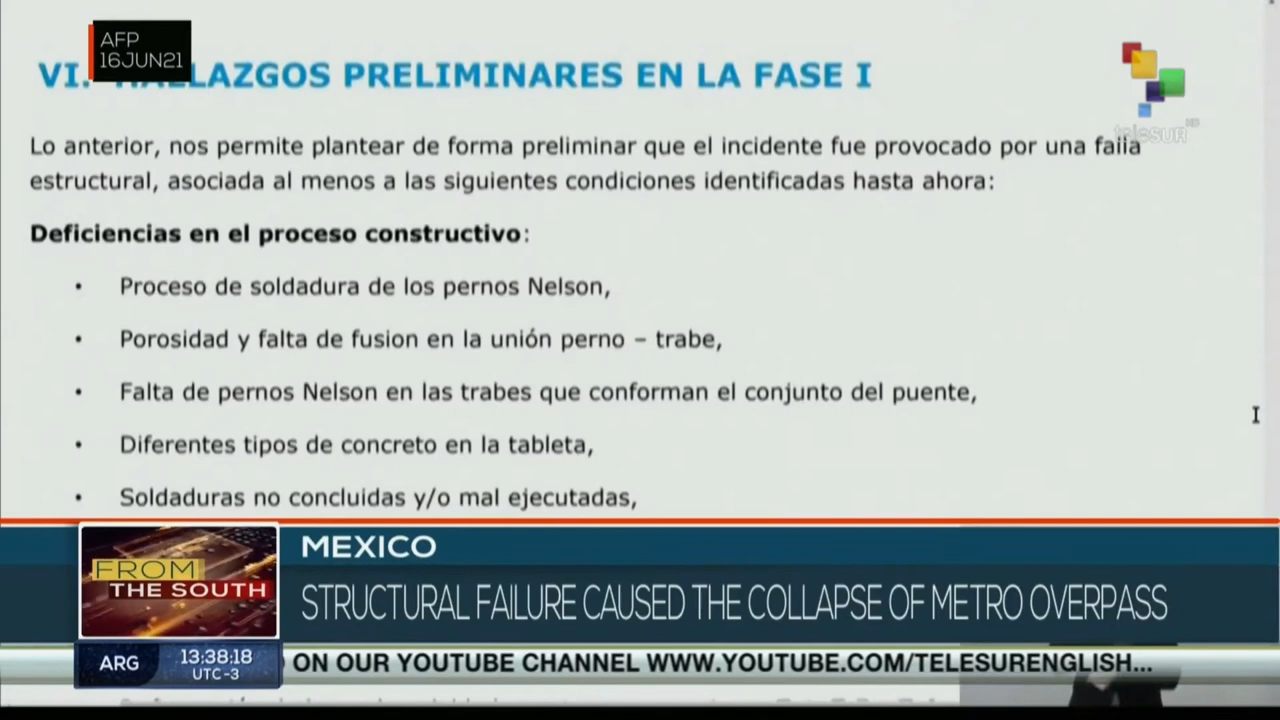 AFP
16JUN21
VI. HALLAZGOS PRELIMINARES EN LA FASE I
telesur HD
Lo anterior, nos permite plantear de forma preliminar que el incidente fue provocado por una falla
estructural, asociada al menos a las siguientes condiciones identificadas hasta ahora:
Deficiencias en el proceso constructivo:
• Proceso de soldadura de los pernos Nelson,
• Porosidad y falta de fusion en la unión perno – trabe,
• Falta de pernos Nelson en las trabes que conforman el conjunto del puente,
• Diferentes tipos de concreto en la tableta,
• Soldaduras no concluidas y/o mal ejecutadas,
FROM
THE SOUTH
MEXICO
STRUCTURAL FAILURE CAUSED THE COLLAPSE OF METRO OVERPASS
ARG
13:38:18
UTC-3
ON OUR YOUTUBE CHANNEL WWW.YOUTUBE.COM/TELESURENGLISH...